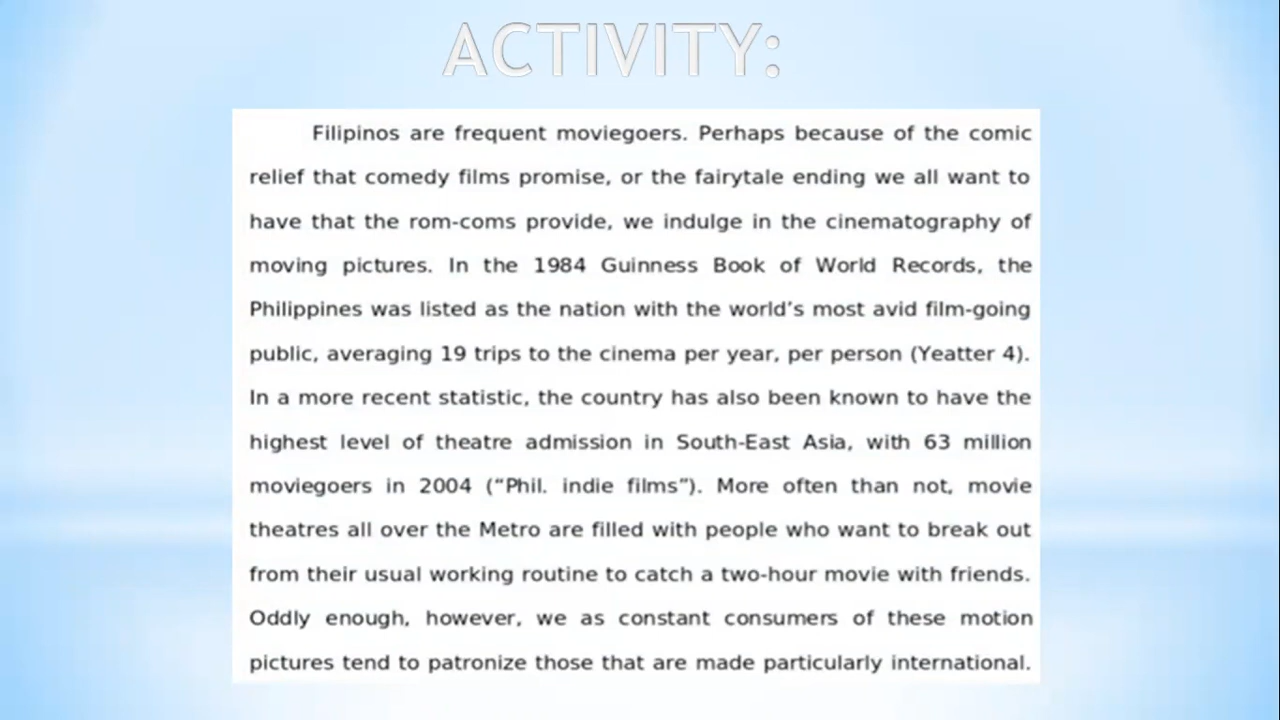 ACTIVITY:
Filipinos are frequent moviegoers. Perhaps because of the comic
relief that comedy films promise, or the fairytale ending we all want to
have that the rom-coms provide, we indulge in the cinematography of
moving pictures. In the 1984 Guinness Book of World Records, the
Philippines was listed as the nation with the world’s most avid film-going
public, averaging 19 trips to the cinema per year, per person (Yeatter 4).
In a more recent statistic, the country has also been known to have the
highest level of theatre admission in South-East Asia, with 63 million
moviegoers in 2004 (“Phil. indie films”). More often than not, movie
theatres all over the Metro are filled with people who want to break out
from their usual working routine to catch a two-hour movie with friends.
Oddly enough, however, we as constant consumers of these motion
pictures tend to patronize those that are made particularly international.